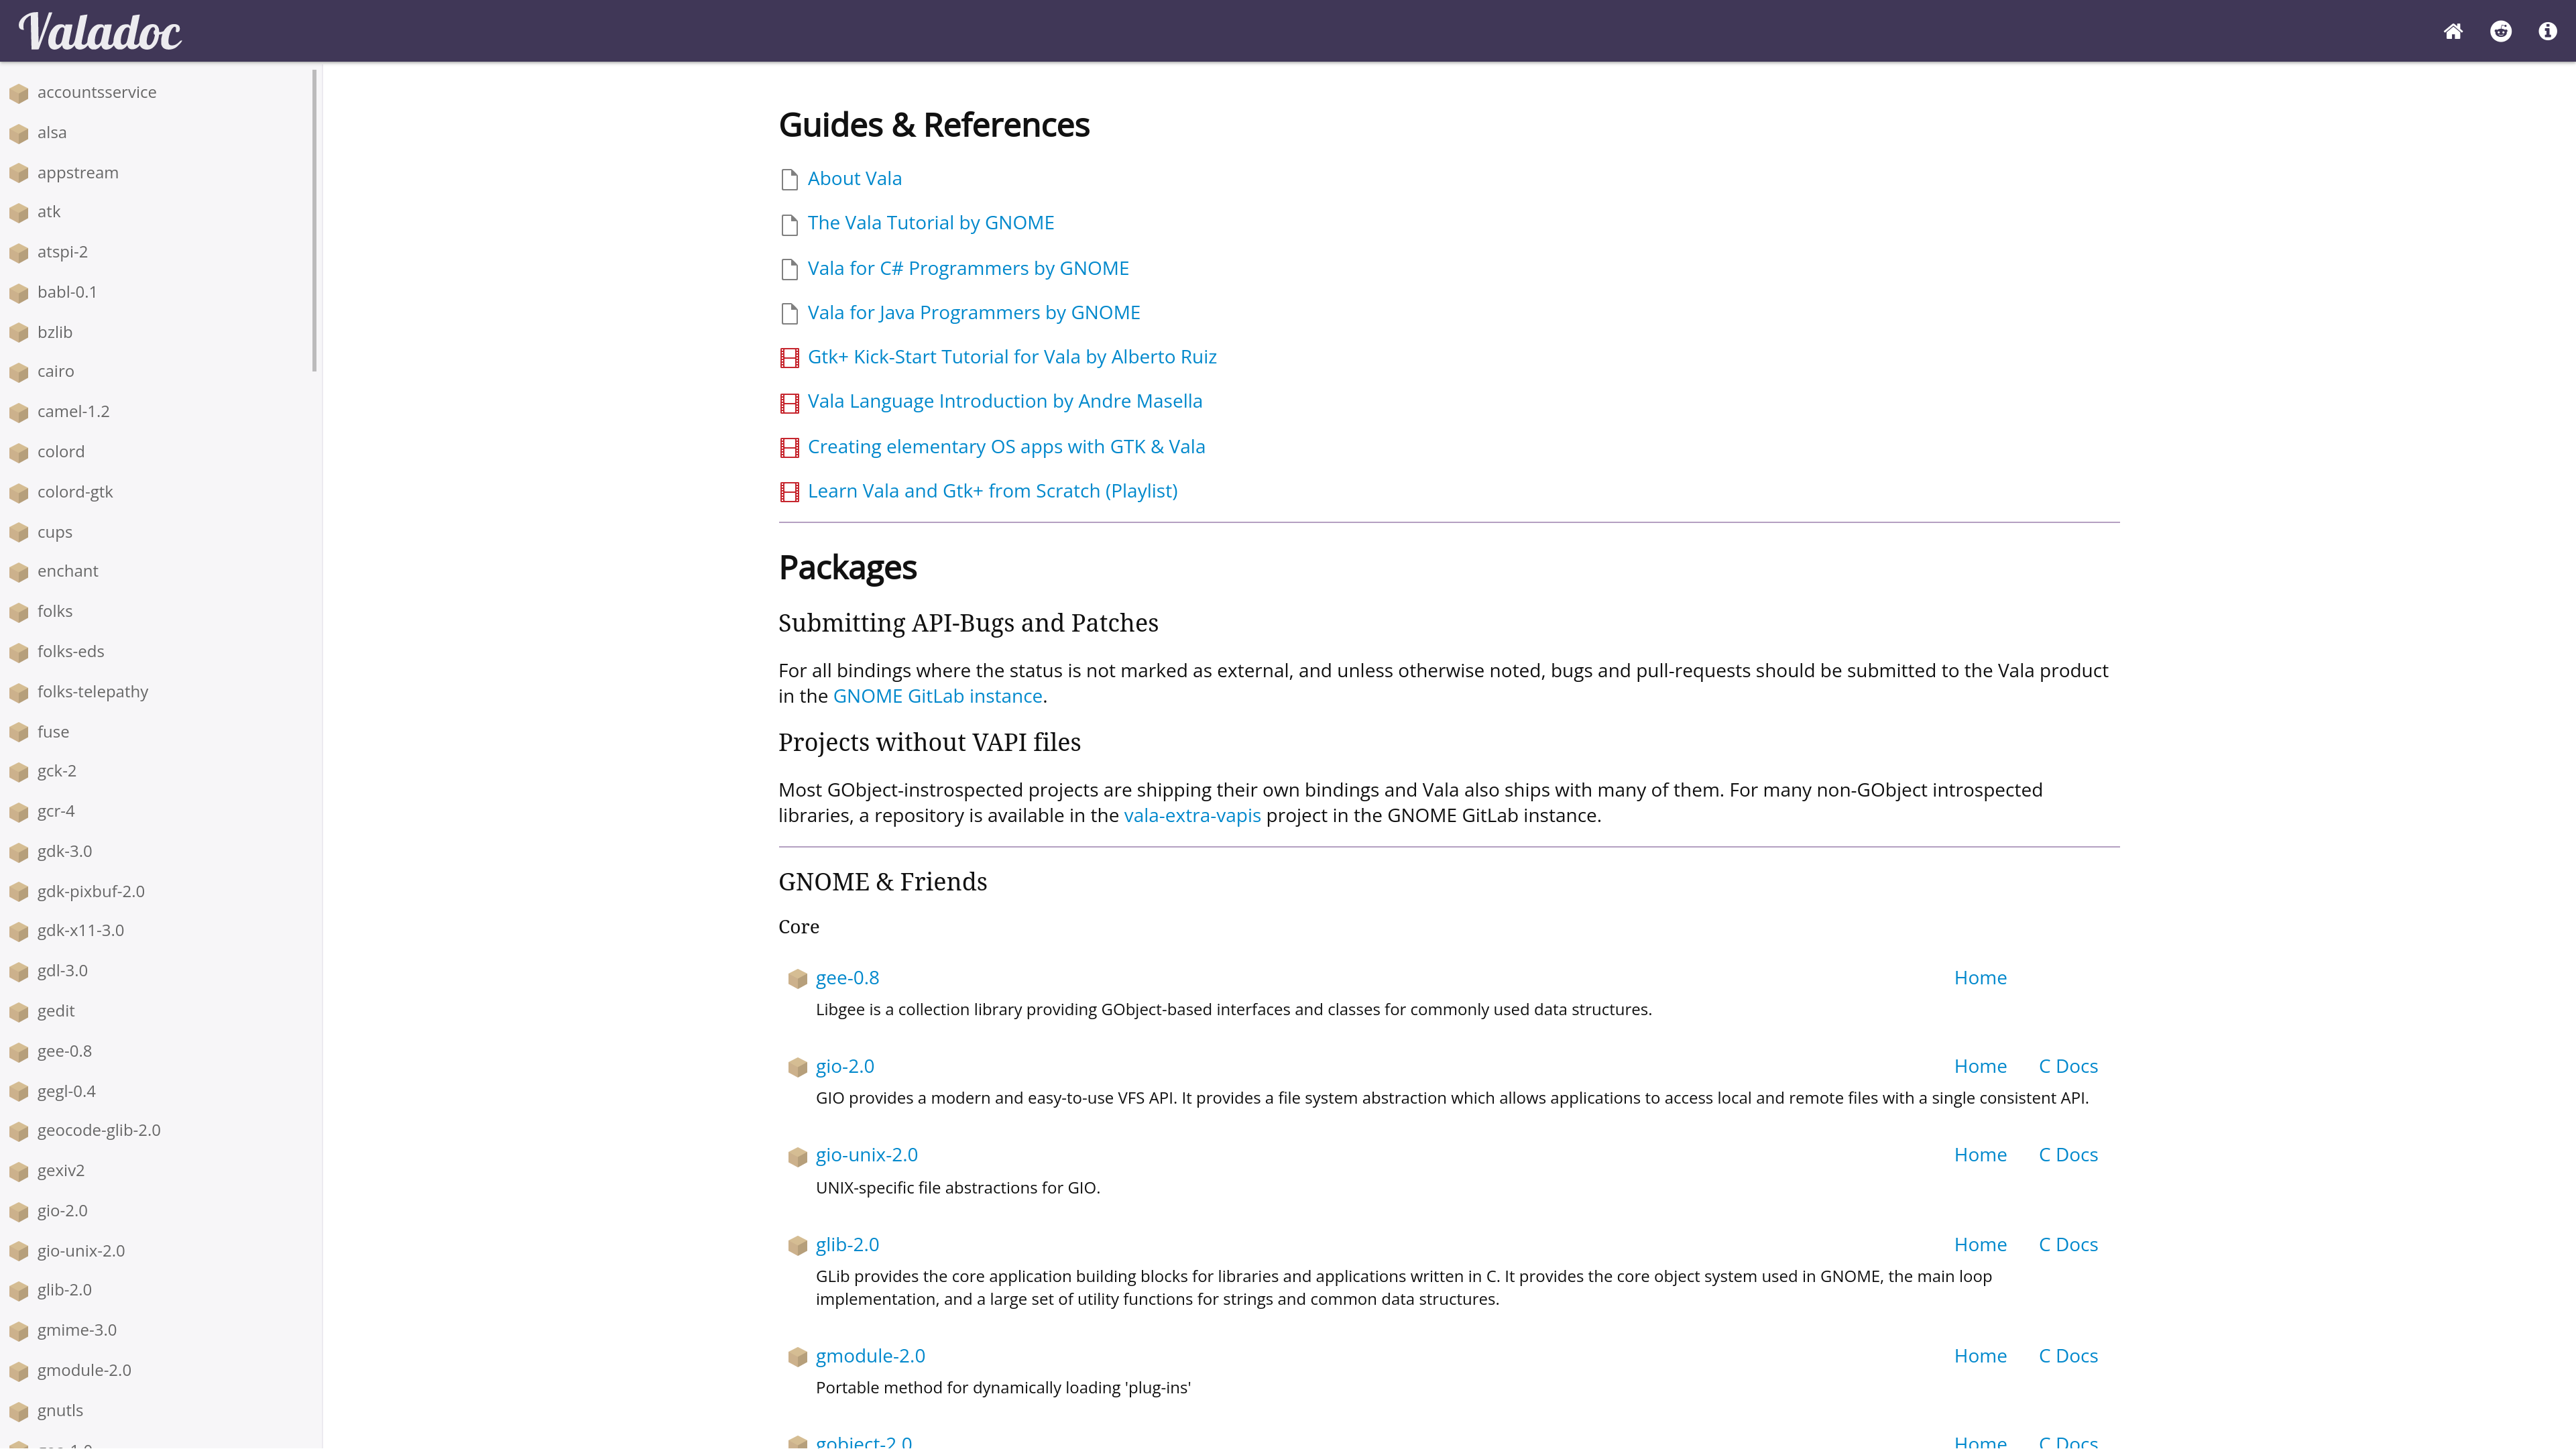 Valadoc
accountsservice
alsa
appstream
atk
atspi-2
babl-0.1
bzlib
cairo
camel-1.2
colord
colord-gtk
cups
enchant
folks
folks-eds
folks-telepathy
fuse
gck-2
gcr-4
gdk-3.0
gdk-pixbuf-2.0
gdk-x11-3.0
gdl-3.0
gedit
gee-0.8
gegl-0.4
geocode-glib-2.0
gexiv2
gio-2.0
gio-unix-2.0
glib-2.0
gmime-3.0
gmodule-2.0
gnutls
Guides & References
About Vala
The Vala Tutorial by GNOME
Vala for C# Programmers by GNOME
Vala for Java Programmers by GNOME
Gtk+ Kick-Start Tutorial for Vala by Alberto Ruiz
Vala Language Introduction by Andre Masella
Creating elementary OS apps with GTK & Vala
Learn Vala and Gtk+ from Scratch (Playlist)
Packages
Submitting API-Bugs and Patches
For all bindings where the status is not marked as external, and unless otherwise noted, bugs and pull-requests should be submitted to the Vala product
in the GNOME GitLab instance.
Projects without VAPI files
Most GObject-instrospected projects are shipping their own bindings and Vala also ships with many of them. For many non-GObject introspected
libraries, a repository is available in the vala-extra-vapis project in the GNOME GitLab instance.
GNOME & Friends
Core
gee-0.8 Home
Libgee is a collection library providing GObject-based interfaces and classes for commonly used data structures.
gio-2.0 Home C Docs
GIO provides a modern and easy-to-use VFS API. It provides a file system abstraction which allows applications to access local and remote files with a single consistent API.
gio-unix-2.0 Home C Docs
UNIX-specific file abstractions for GIO.
glib-2.0 Home C Docs
GLib provides the core application building blocks for libraries and applications written in C. It provides the core object system used in GNOME, the main loop
implementation, and a large set of utility functions for strings and common data structures.
gmodule-2.0 Home C Docs
Portable method for dynamically loading 'plug-ins'
gobject-2.0 Home C Docs